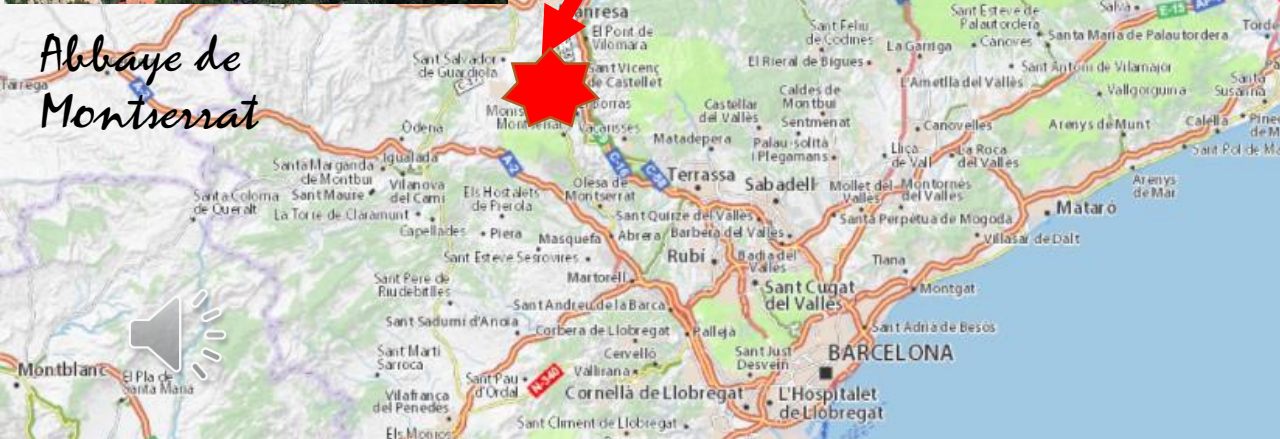 Abbaye de
Montserrat
Tàrrega
A-2
Sant Salvador
de Guardiola
El Pont de
Vilomara
Sant Vicenç
de Castellet
Vacarisses
Òdena
Igualada
A-2
C-16
C-58
Santa Margarida
de Montbui
Sant Maure
Vilanova
del Camí
Santa Coloma
de Queralt
La Torre de Claramunt
Capellades
Piera
Els Hostalets
de Pierola
Masquefa
Olesa de
Montserrat
Abrera
Sant Esteve Sesrovires
Martorell
Sant Pere de
Riudebitlles
Sant Andreu de la Barca
Sant Sadurní d'Anoia
Corbera de Llobregat
Pallejà
Sant Martí
Sarroca
Cervelló
Vallirana
Sant Pau
d'Ordal
N-340
Vilafranca
del Penedès
Els Monjos
Montblanc
El Pla de
Santa Maria
Sant Climent de Llobregat
Cornellà de Llobregat
L'Hospitalet
de Llobregat
Sant Just
Desvern
BARCELONA
Sant Adrià de Besòs
Montgat
Tiana
Sant Cugat
del Vallès
Rubí
Badia del
Vallès
Sant Quirze del Vallès
Barberà del Vallès
Terrassa
Sabadell
Matadepera
Castellar
del Vallès
Sentmenat
Caldes de
Montbui
Palau-solità
i Plegamans
Mollet del
Vallès
Montornès
del Vallès
Santa Perpètua de Mogoda
Vilassar de Dalt
Mataró
Lliçà
de Vall
La Roca
del Vallès
Canovelles
Arenys de Munt
Arenys
de Mar
Calella
Sant Feliu
de Codines
El Rieral de Bigues
La Garriga
L'Ametlla del Vallès
Cànoves
Sant Esteve de
Palautordera
Santa Maria de Palautordera
Sant Antoni de Vilamajor
Vallgorguina
Santa
Susanna
E-15